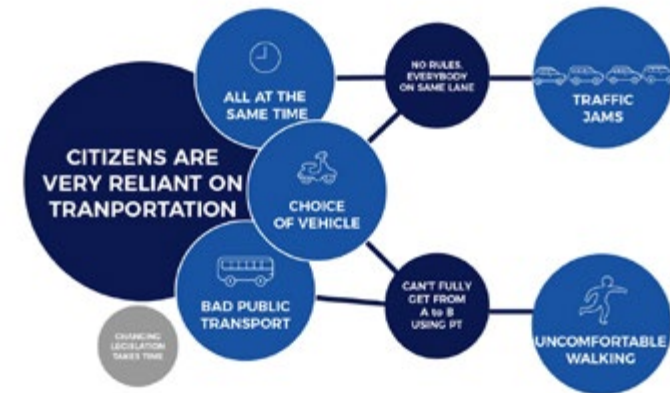 CITIZENS ARE
VERY RELIANT ON
TRANPORTATION
ALL AT THE
SAME TIME
CHOICE
OF VEHICLE
BAD PUBLIC
TRANSPORT
CHANGING
LEGISLATION
TAKES TIME
NO RULES,
EVERYBODY
ON SAME LANE
CAN'T FULLY
GET FROM
A to B
USING PT
TRAFFIC
JAMS
UNCOMFORTABLE
WALKING